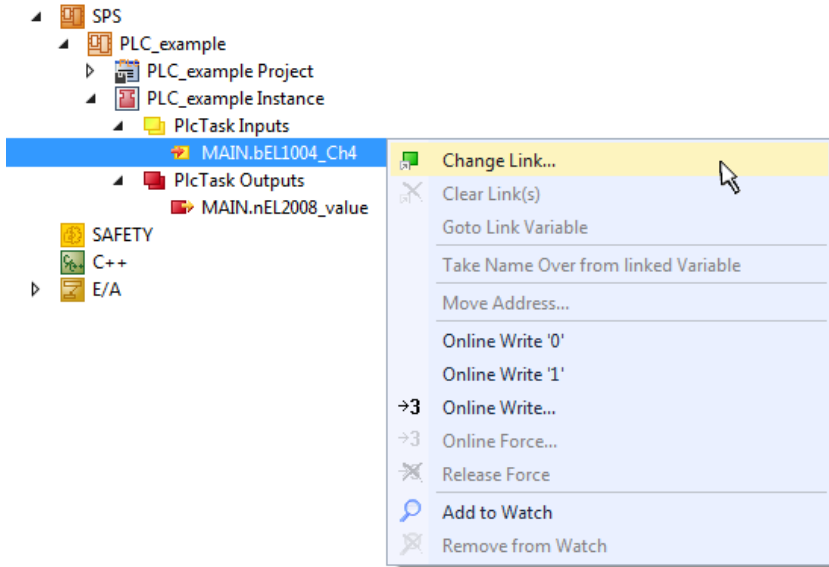 SPS
PLC_example
PLC_example Project
PLC_example Instance
PlcTask Inputs
MAIN.bEL1004_Ch4
PlcTask Outputs
MAIN.nEL2008_value
SAFETY
C++
E/A
Change Link...
Clear Link(s)
Goto Link Variable
Take Name Over from linked Variable
Move Address...
Online Write '0'
Online Write '1'
→3 Online Write...
→3 Online Force...
Release Force
Add to Watch
Remove from Watch